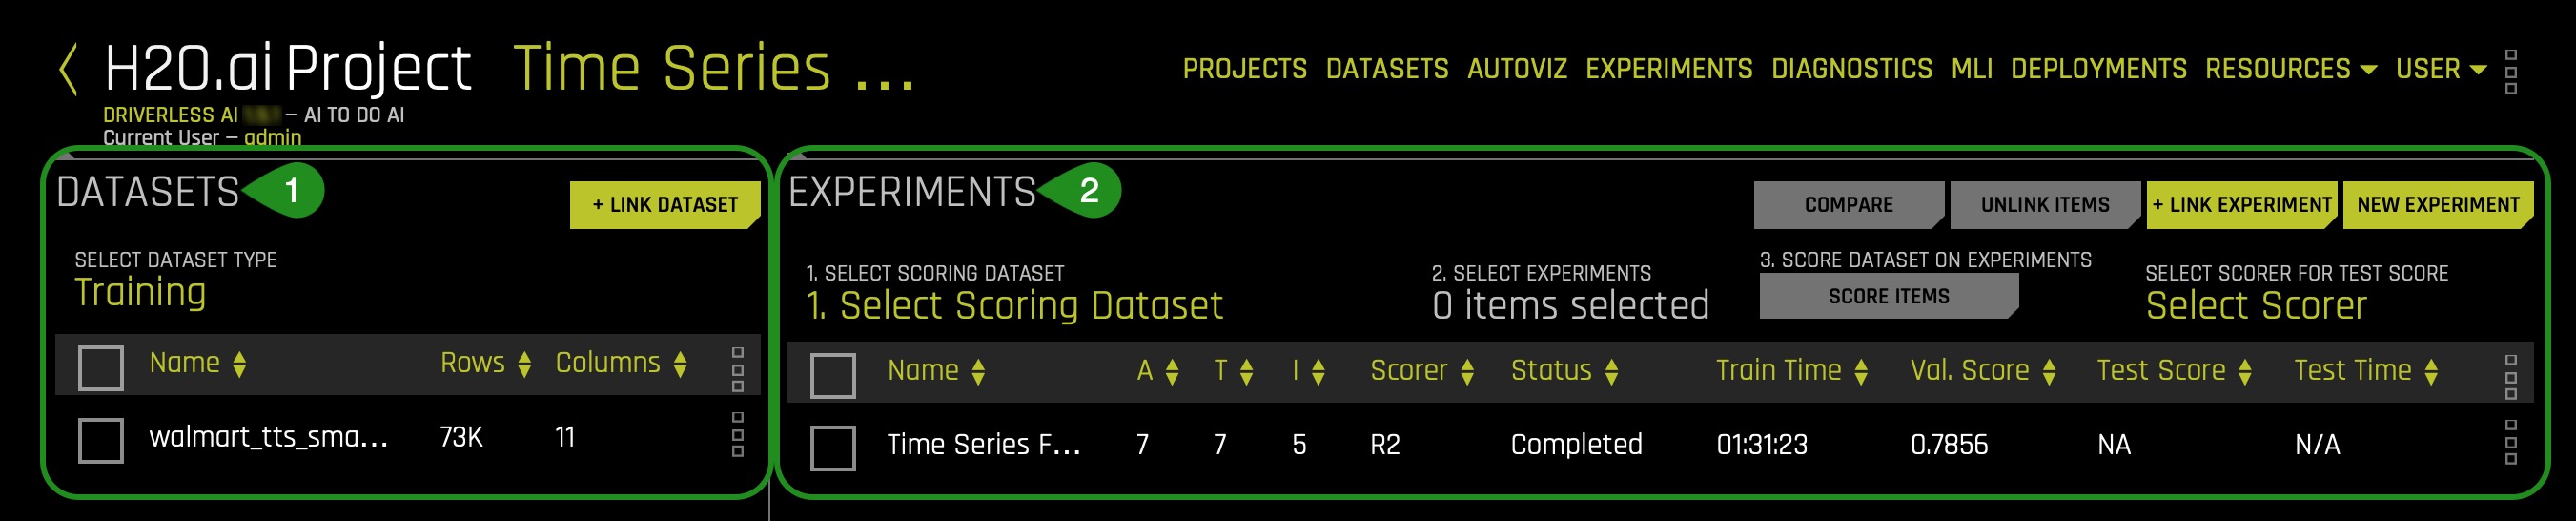 H2O.ai Project Time Series ...
PROJECTS DATASETS AUTOVIZ EXPERIMENTS DIAGNOSTICS MLI DEPLOYMENTS RESOURCES USER
DRIVERLESS AI — AI TO DO AI
Current User — admin
DATASETS 1
+ LINK DATASET
SELECT DATASET TYPE
Training
Name Rows Columns
walmart_tts_sma... 73K 11
EXPERIMENTS 2
COMPARE UNLINK ITEMS + LINK EXPERIMENT NEW EXPERIMENT
1. SELECT SCORING DATASET
1. Select Scoring Dataset
2. SELECT EXPERIMENTS
0 items selected
3. SCORE DATASET ON EXPERIMENTS
SCORE ITEMS
SELECT SCORER FOR TEST SCORE
Select Scorer
Name A T I Scorer Status Train Time Val. Score Test Score Test Time
Time Series F... 7 7 5 R2 Completed 01:31:23 0.7856 NA N/A